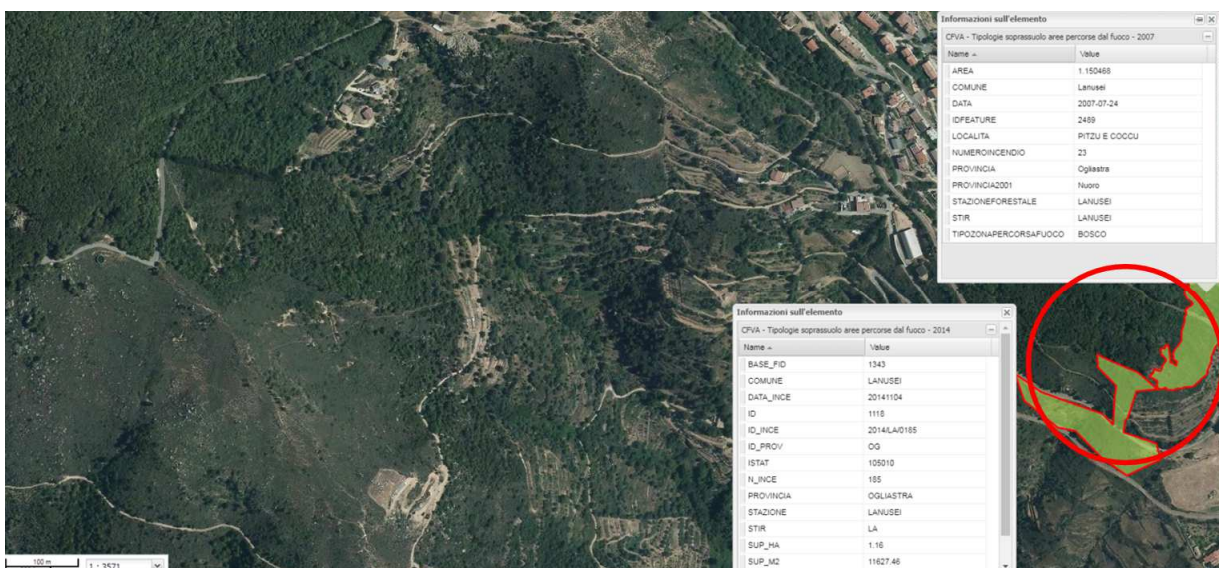 Informazioni sull'elemento
CFVA - Tipologie soprassuolo aree percorse dal fuoco - 2007
Name Value
AREA 1.150468
COMUNE Lanusei
DATA 2007-07-24
IDFEATURE 2489
LOCALITA PITZU E COCCU
NUMEROINCENDIO 23
PROVINCIA Ogliastra
PROVINCIA2001 Nuoro
STAZIONEFORESTALE LANUSEI
STIR LANUSEI
TIPOZONAPERCORSAFUOCO BOSCO
Informazioni sull'elemento
CFVA - Tipologie soprassuolo aree percorse dal fuoco - 2014
Name Value
BASE_FID 1343
COMUNE LANUSEI
DATA_INCE 20141104
ID 1118
ID_INCE 2014/LA/0185
ID_PROV OG
ISTAT 105010
N_INCE 185
PROVINCIA OGLIASTRA
STAZIONE LANUSEI
STIR LA
SUP_HA 1.16
SUP_M2 11627.46
100 m
1 : 3571